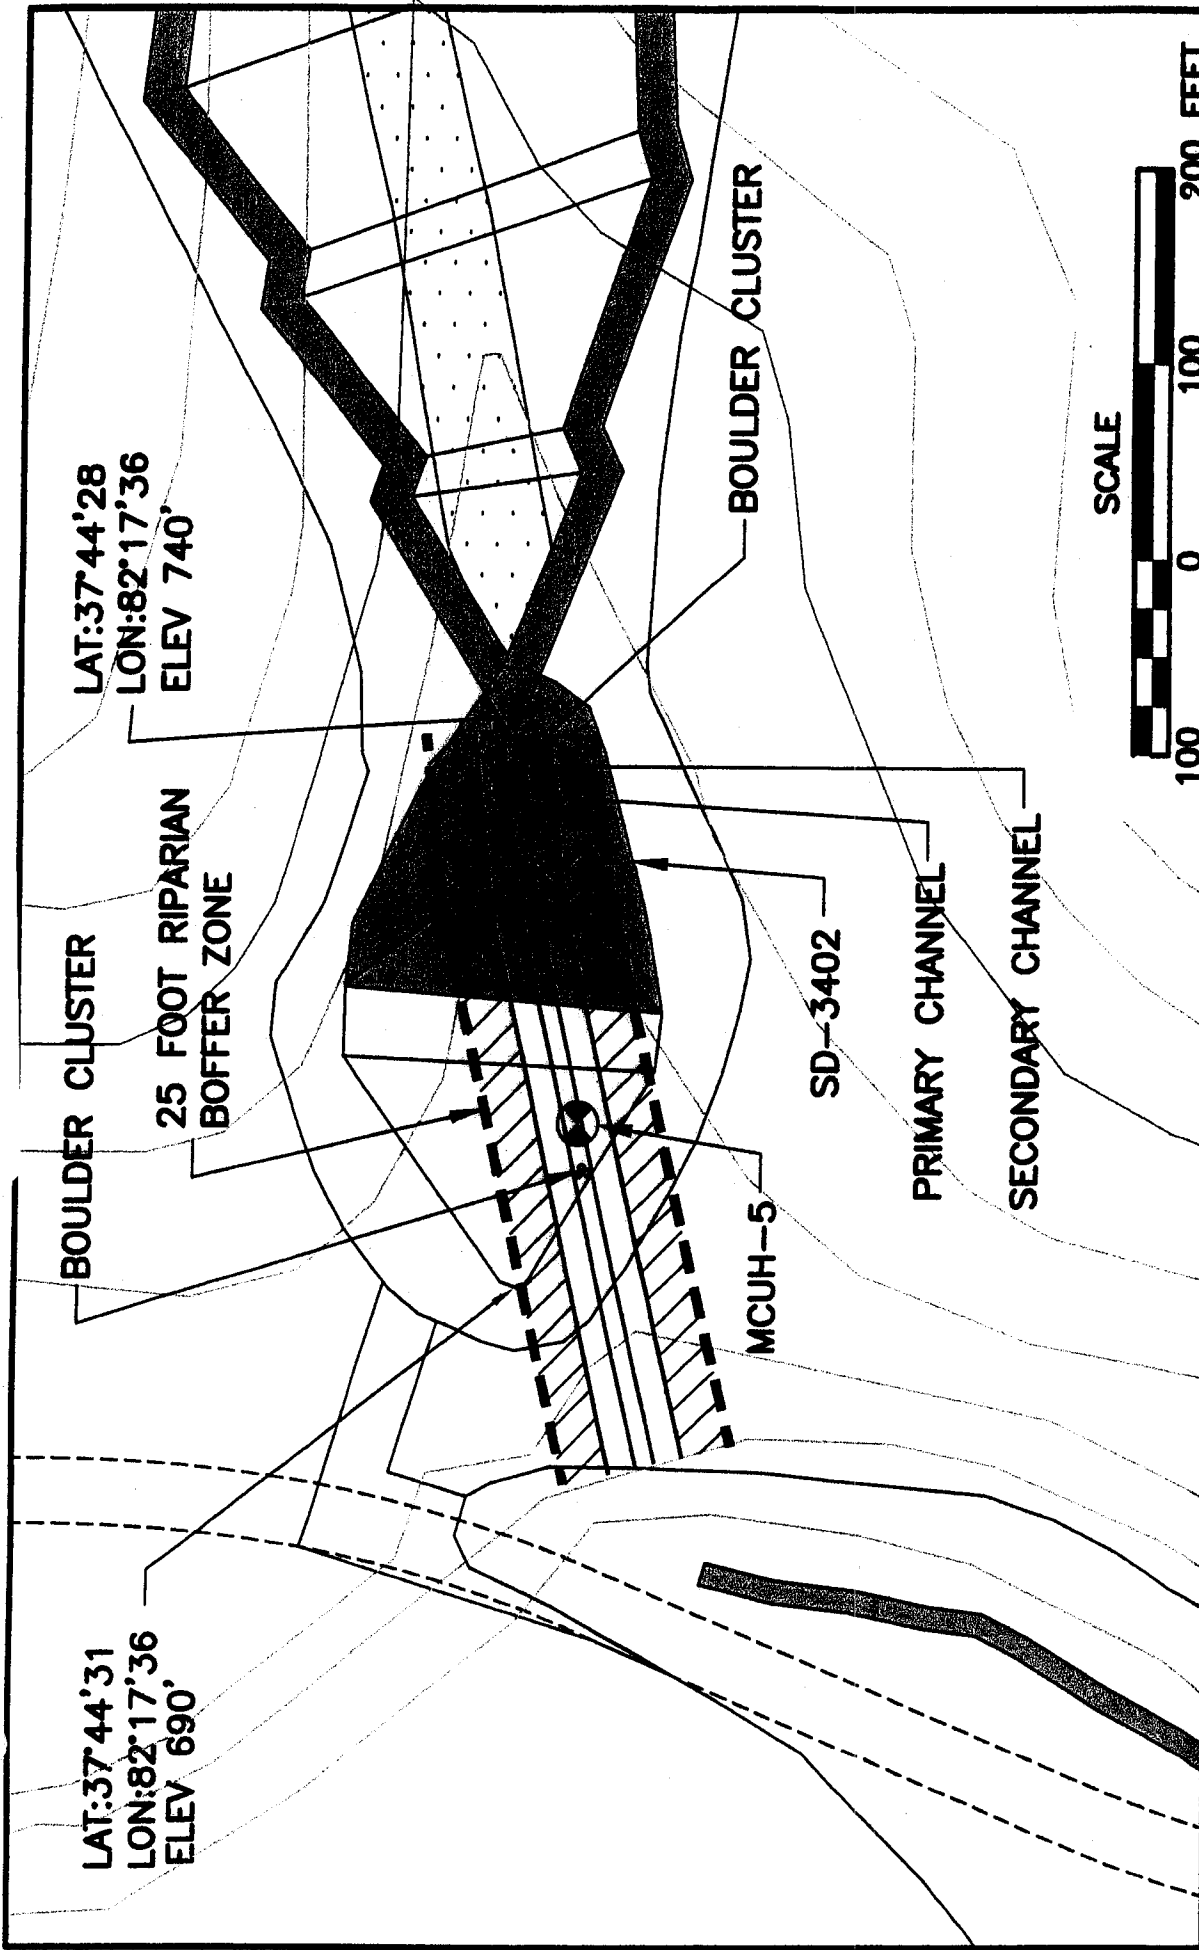 LAT:37°44'31
LON:82°17'36
ELEV 690'
BOULDER CLUSTER
25 FOOT RIPARIAN
BOFFER ZONE
LAT:37°44'28
LON:82°17'36
ELEV 740'
MCUH-5
SD-3402
PRIMARY CHANNEL
SECONDARY CHANNEL
BOULDER CLUSTER
SCALE
100 0 100 200 FEET